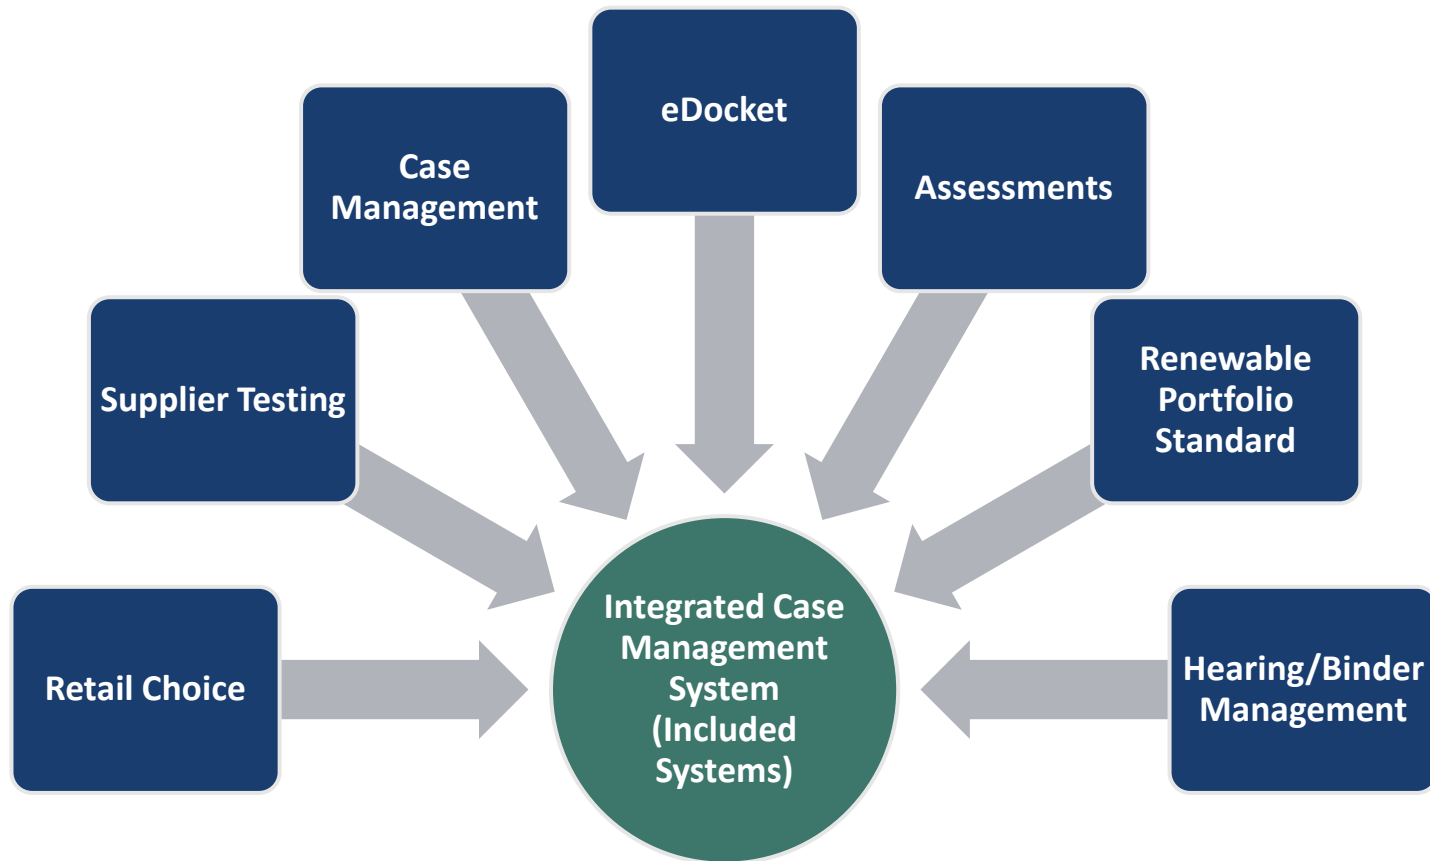 eDocket
Case
Management
Assessments
Supplier Testing
Renewable
Portfolio
Standard
Retail Choice
Integrated Case
Management
System
(Included
Systems)
Hearing/Binder
Management